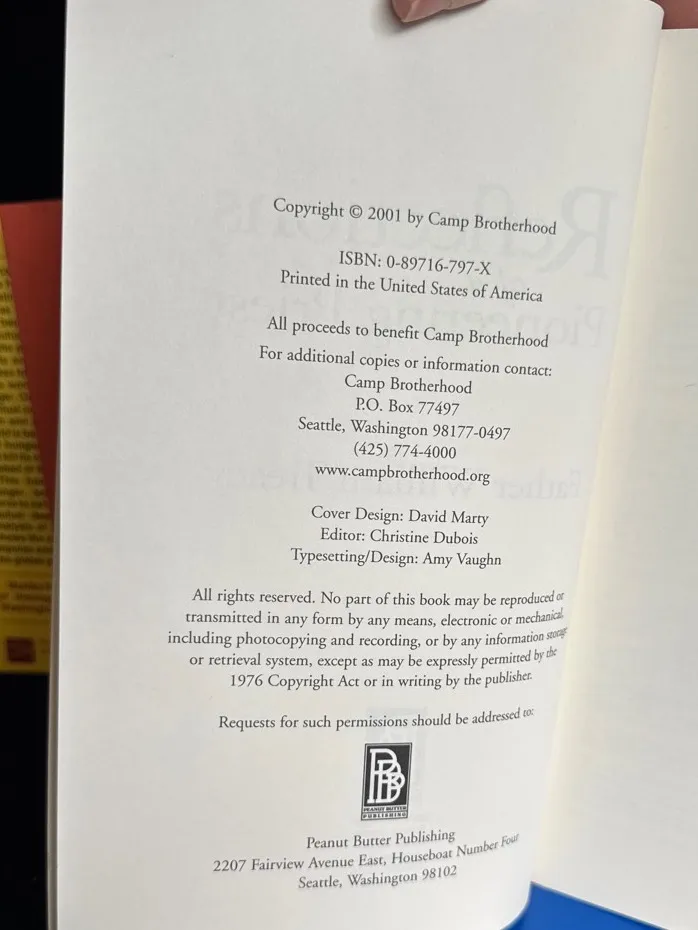 Copyright © 2001 by Camp Brotherhood
ISBN: 0-89716-797-X
Printed in the United States of America
All proceeds to benefit Camp Brotherhood
For additional copies or information contact:
Camp Brotherhood
P.O. Box 77497
Seattle, Washington 98177-0497
(425) 774-4000
www.campbrotherhood.org
Cover Design: David Marty
Editor: Christine Dubois
Typesetting/Design: Amy Vaughn
All rights reserved. No part of this book may be reproduced or
transmitted in any form by any means, electronic or mechanical,
including photocopying and recording, or by any information storage
or retrieval system, except as may be expressly permitted by the
1976 Copyright Act or in writing by the publisher.
Requests for such permissions should be addressed to:
PEANUT BUTTER
PUBLISHING
Peanut Butter Publishing
2207 Fairview Avenue East, Houseboat Number Four
Seattle, Washington 98102